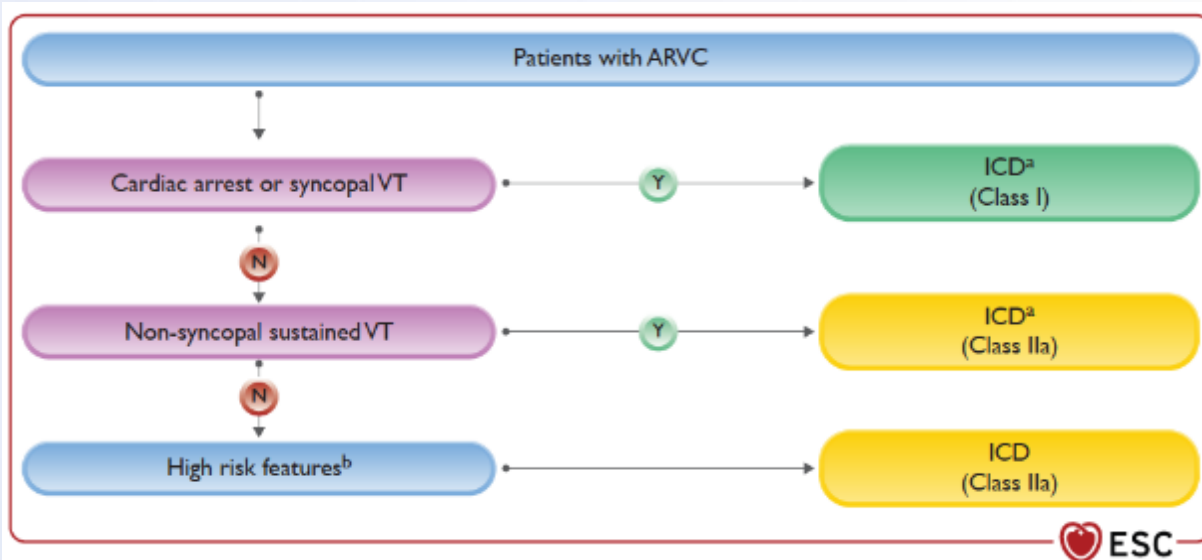 Patients with ARVC
Cardiac arrest or syncopal VT
Y
ICDᵃ
(Class I)
N
Non-syncopal sustained VT
Y
ICDᵃ
(Class IIa)
N
High risk featuresᵇ
ICD
(Class IIa)
ESC